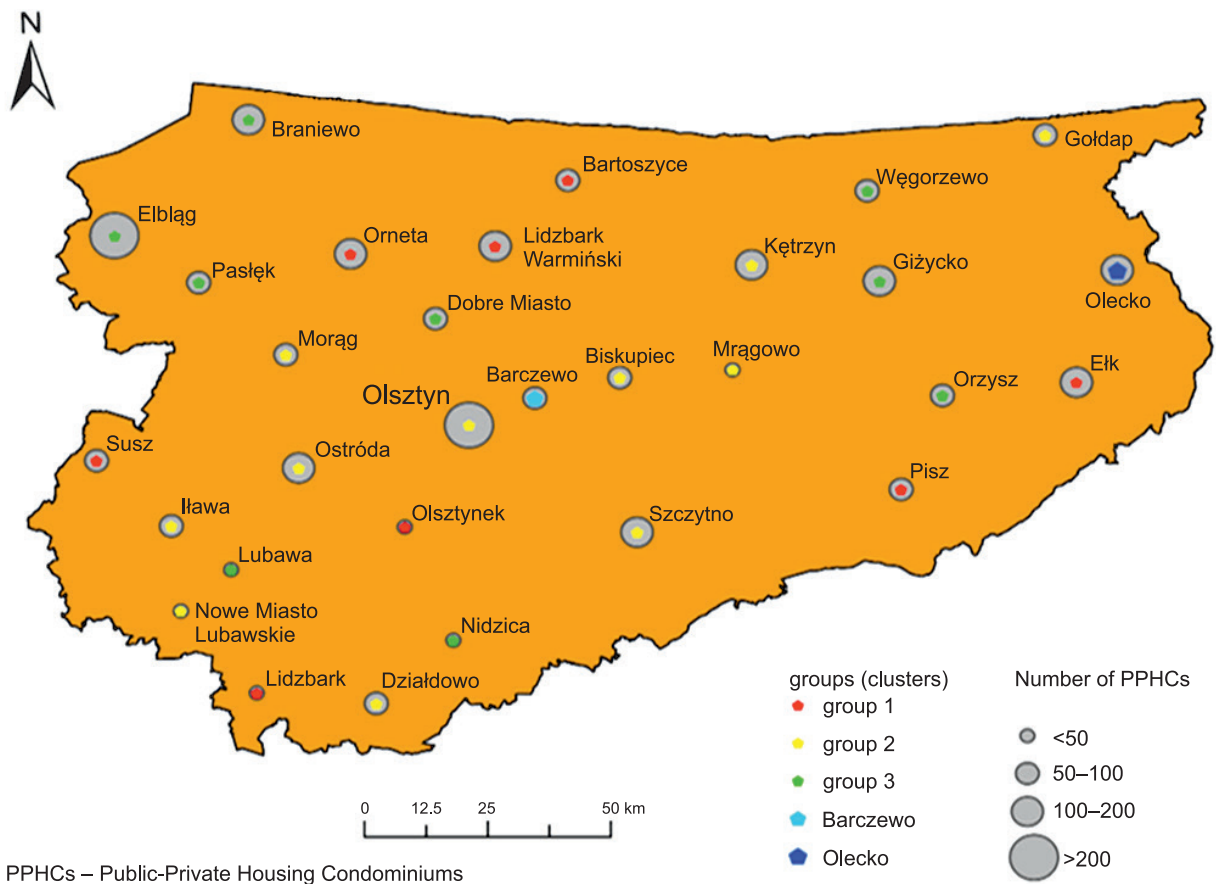 N
Braniewo
Gołdap
Bartoszyce
Węgorzewo
Elbląg
Orneta
Lidzbark
Warmiński
Kętrzyn
Giżycko
Pasłęk
Olecko
Dobre Miasto
Morąg
Biskupiec
Mrągowo
Ełk
Barczewo
Orzysz
Olsztyn
Susz
Ostróda
Pisz
Iława
Olsztynek
Szczytno
Lubawa
Nowe Miasto
Lubawskie
Nidzica
Lidzbark
Działdowo
groups (clusters)
group 1
group 2
group 3
Barczewo
Olecko
Number of PPHCs
<50
50–100
100–200
>200
0 12.5 25 50 km
PPHCs – Public-Private Housing Condominiums